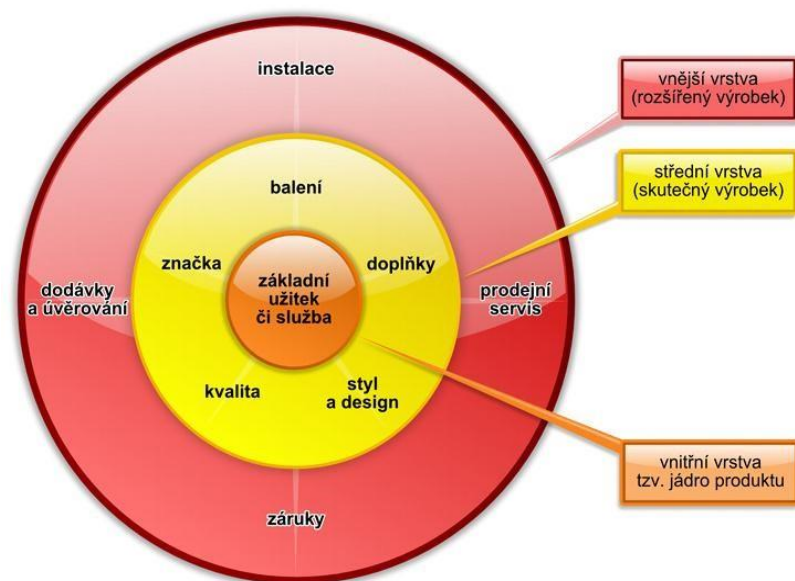 instalace
vnější vrstva
(rozšířený výrobek)
balení
střední vrstva
(skutečný výrobek)
značka
doplňky
základní
užitek
či služba
dodávky
a úvěrování
prodejní
servis
kvalita
styl
a design
vnitřní vrstva
tzv. jádro produktu
záruky